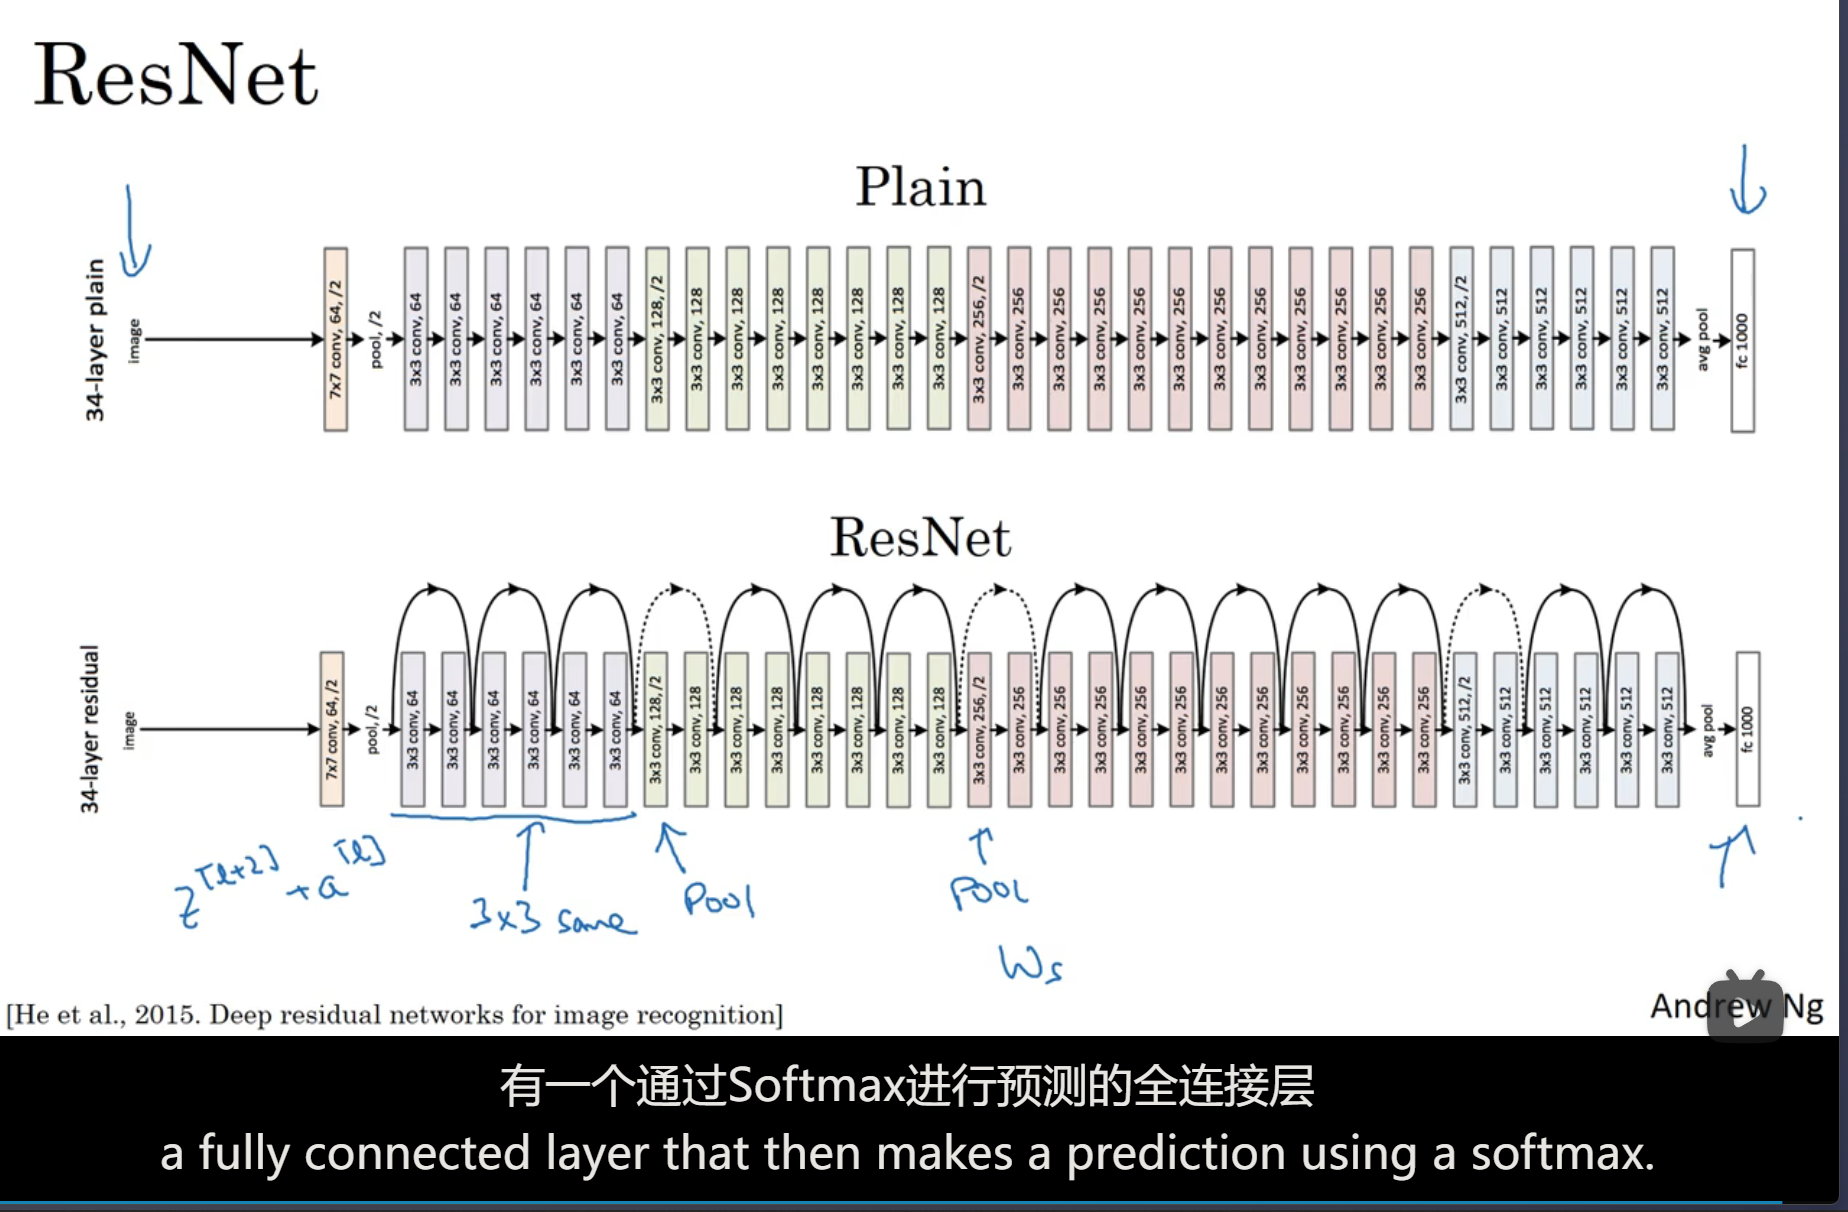 ResNet
Plain
34-layer plain
image
7x7 conv, 64, /2
pool, /2
3x3 conv, 64
3x3 conv, 64
3x3 conv, 64
3x3 conv, 64
3x3 conv, 64
3x3 conv, 64
3x3 conv, 128, /2
3x3 conv, 128
3x3 conv, 128
3x3 conv, 128
3x3 conv, 128
3x3 conv, 128
3x3 conv, 128
3x3 conv, 128
3x3 conv, 256, /2
3x3 conv, 256
3x3 conv, 256
3x3 conv, 256
3x3 conv, 256
3x3 conv, 256
3x3 conv, 256
3x3 conv, 256
3x3 conv, 256
3x3 conv, 256
3x3 conv, 256
3x3 conv, 256
3x3 conv, 512, /2
3x3 conv, 512
3x3 conv, 512
3x3 conv, 512
3x3 conv, 512
3x3 conv, 512
avg pool
fc 1000
ResNet
34-layer residual
image
7x7 conv, 64, /2
pool, /2
3x3 conv, 64
3x3 conv, 64
3x3 conv, 64
3x3 conv, 64
3x3 conv, 64
3x3 conv, 64
3x3 conv, 128, /2
3x3 conv, 128
3x3 conv, 128
3x3 conv, 128
3x3 conv, 128
3x3 conv, 128
3x3 conv, 128
3x3 conv, 128
3x3 conv, 256, /2
3x3 conv, 256
3x3 conv, 256
3x3 conv, 256
3x3 conv, 256
3x3 conv, 256
3x3 conv, 256
3x3 conv, 256
3x3 conv, 256
3x3 conv, 256
3x3 conv, 256
3x3 conv, 256
3x3 conv, 512, /2
3x3 conv, 512
3x3 conv, 512
3x3 conv, 512
3x3 conv, 512
3x3 conv, 512
avg pool
fc 1000
z[l+2] + a[l]
3x3 same
Pool
Pool
Ws
[He et al., 2015. Deep residual networks for image recognition]
Andrew Ng
有一个通过Softmax进行预测的全连接层
a fully connected layer that then makes a prediction using a softmax.